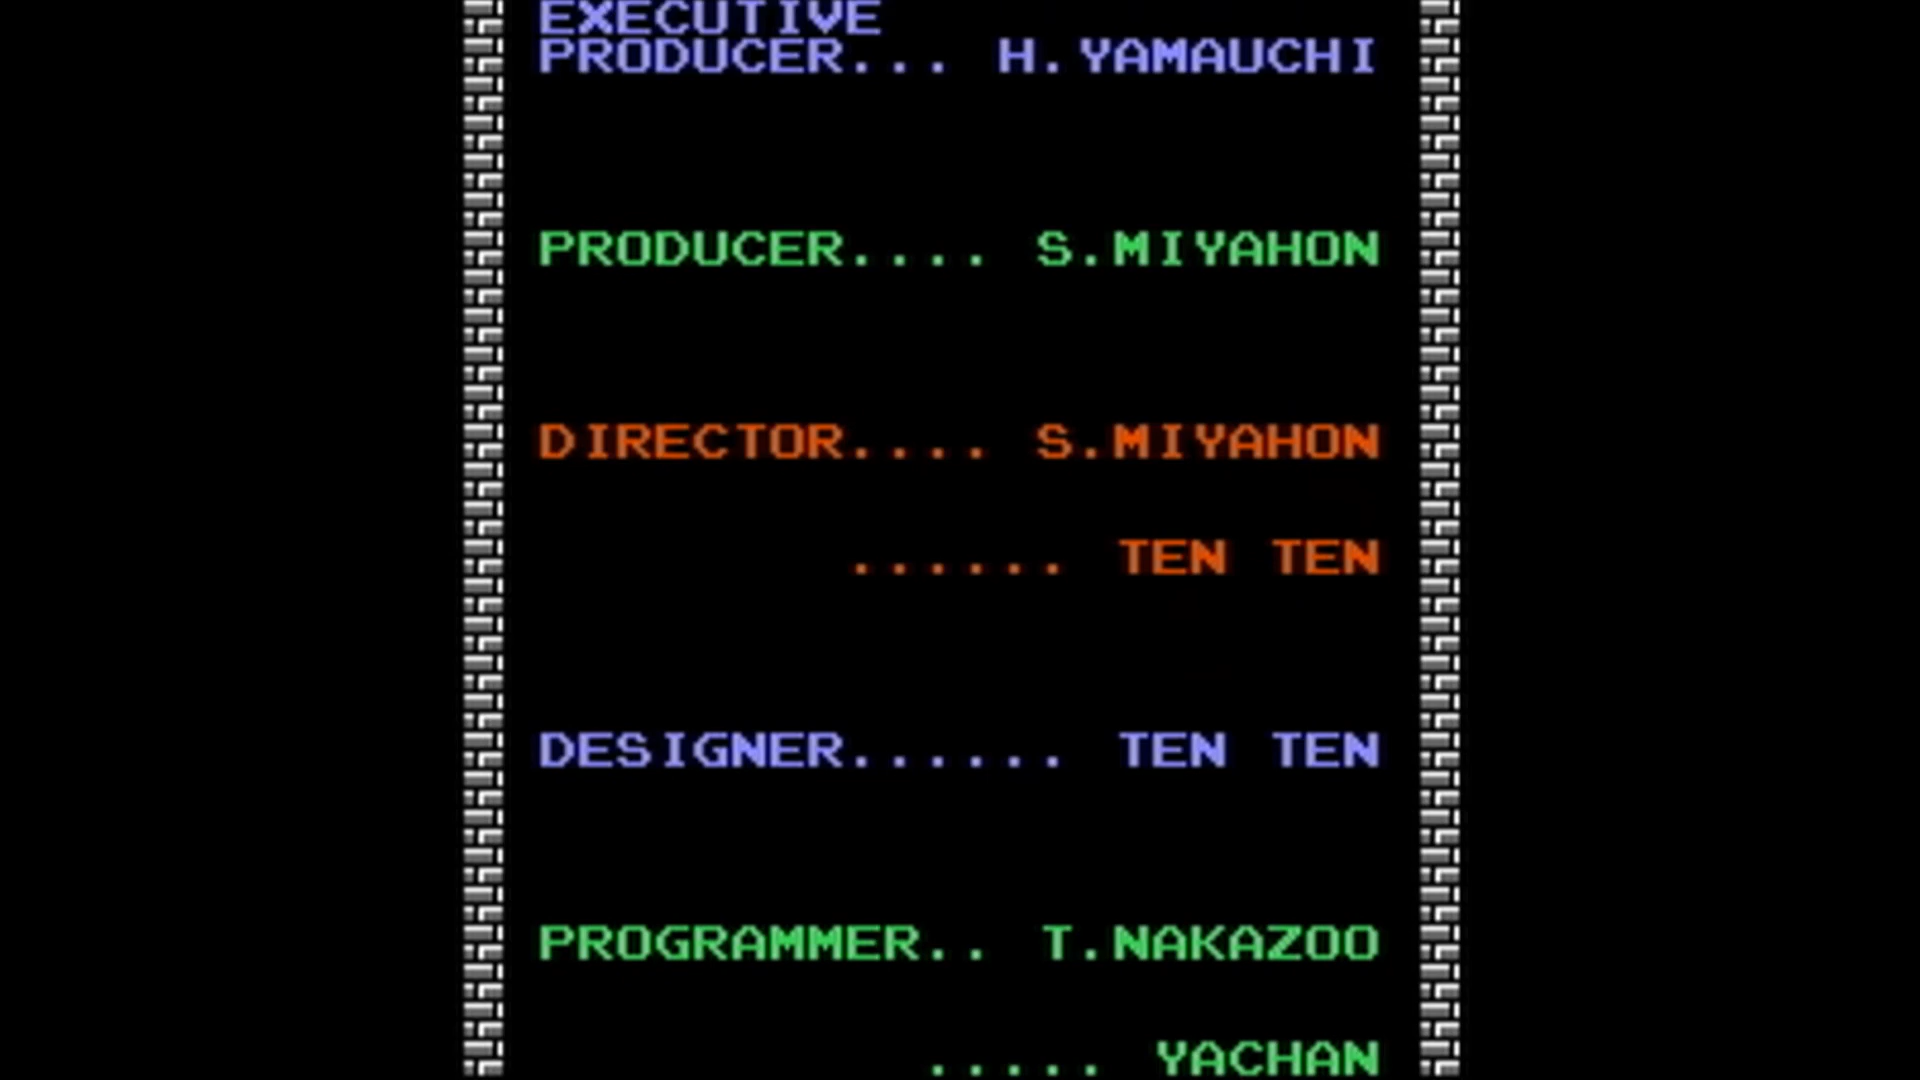 EXECUTIVE
PRODUCER... H.YAMAUCHI
PRODUCER.... S.MIYAHON
DIRECTOR.... S.MIYAHON
...... TEN TEN
DESIGNER...... TEN TEN
PROGRAMMER.. T.NAKAZOO
..... YACHAN